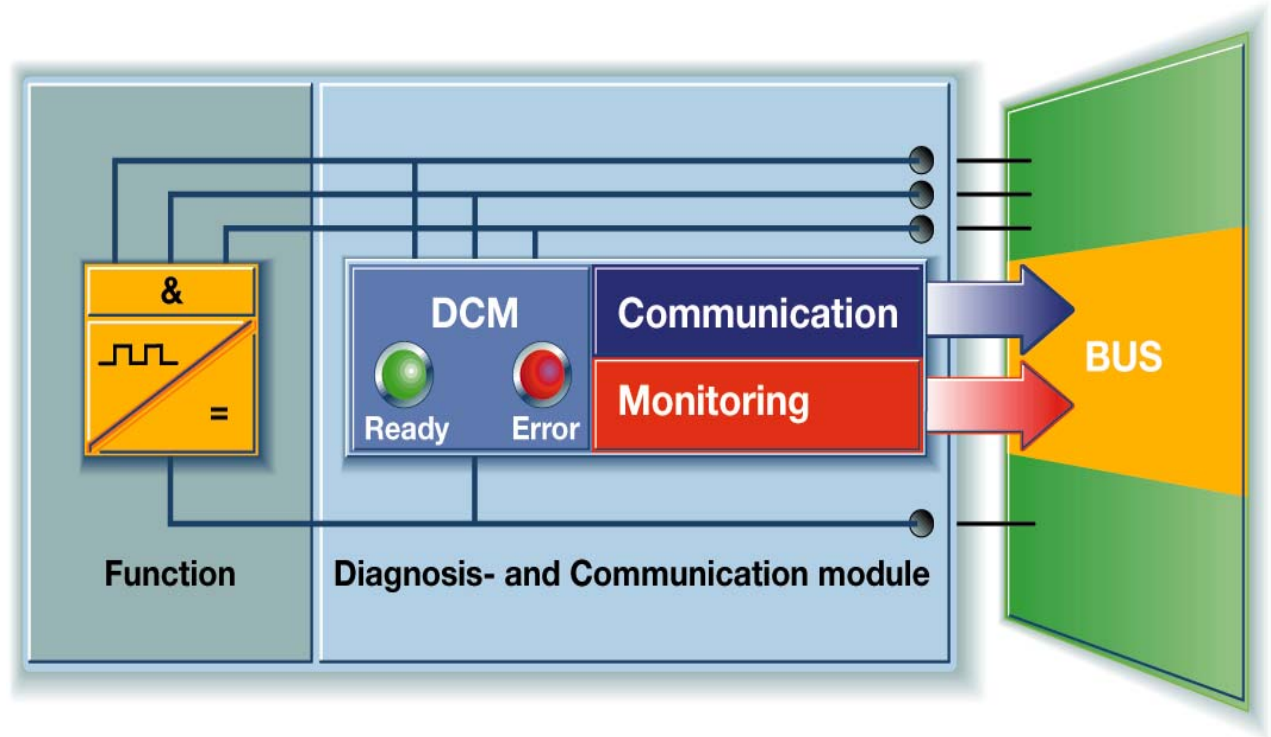 &
=
DCM
Ready
Error
Communication
Monitoring
BUS
Function
Diagnosis- and Communication module